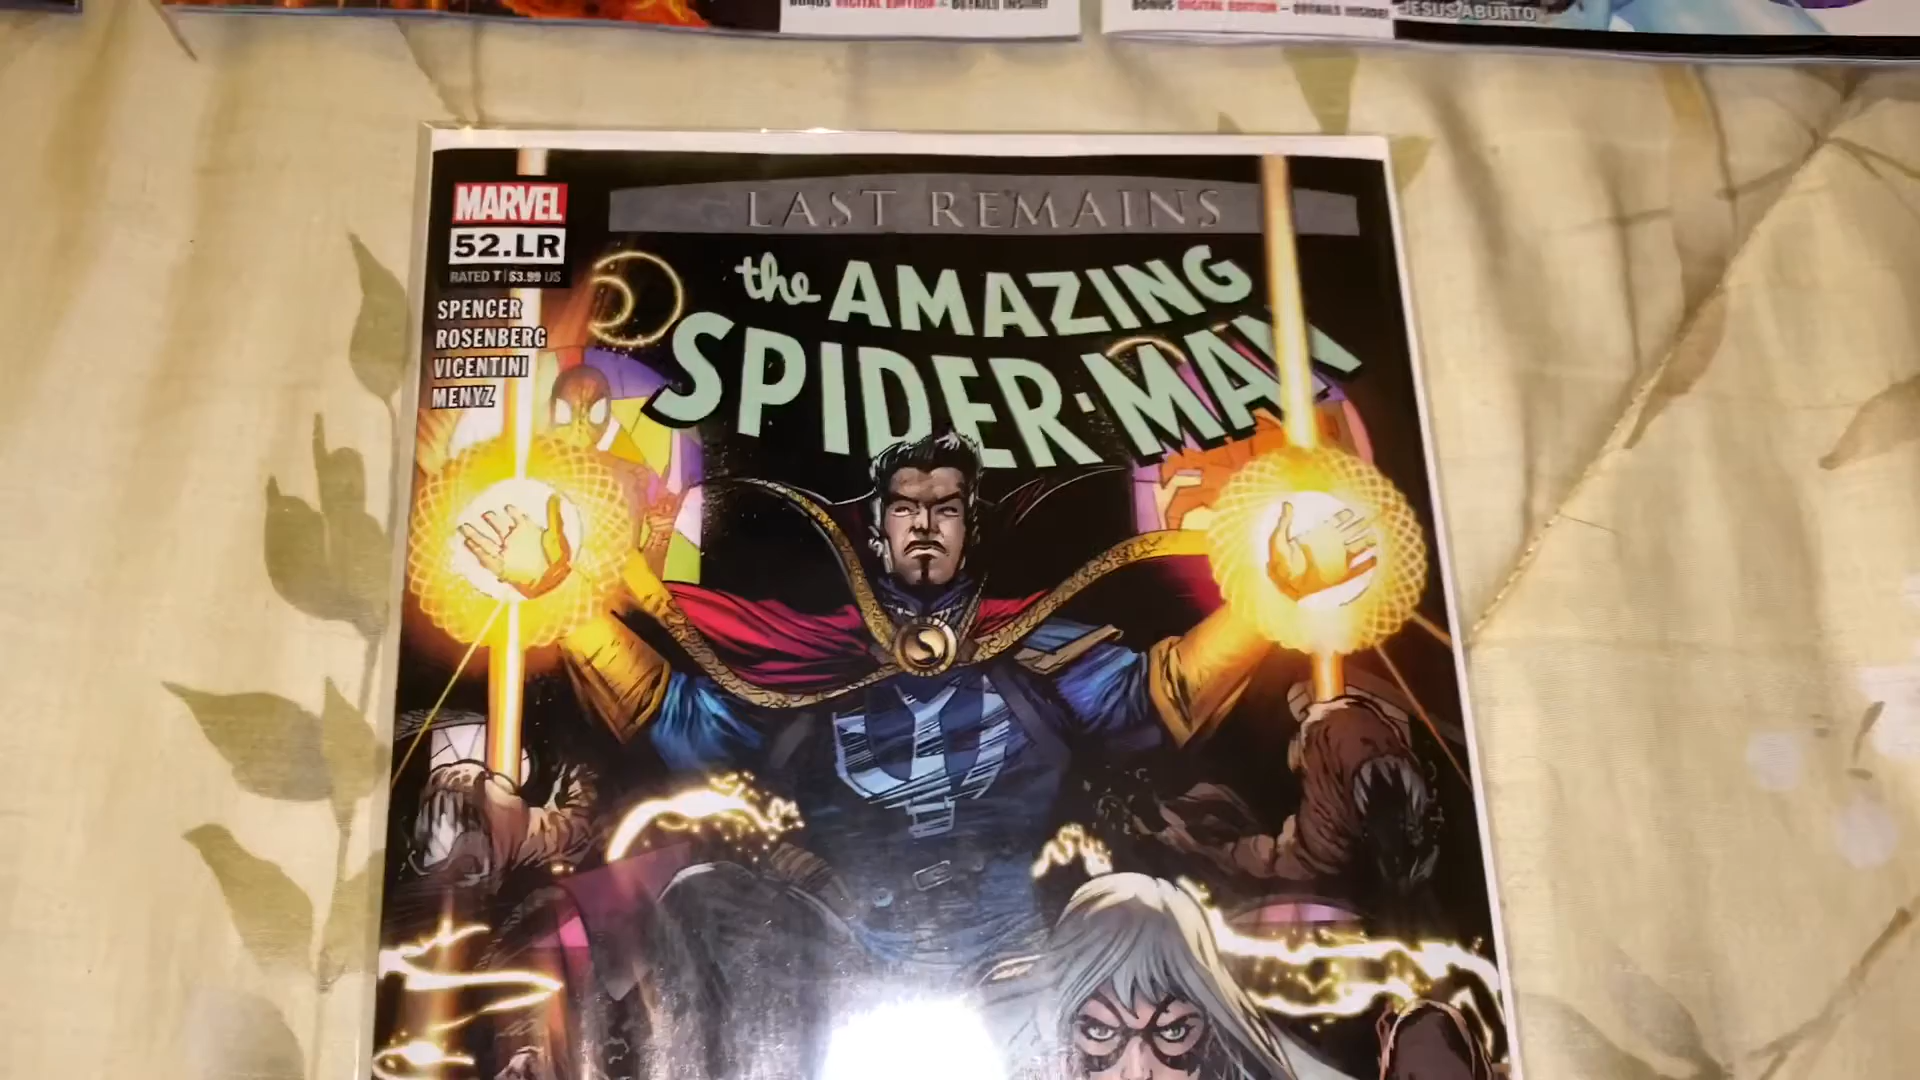 BONUS DIGITAL EDITION – DETAILS INSIDE!
BONUS DIGITAL EDITION – DETAILS INSIDE!
JESUS ABURTO
MARVEL
52.LR
RATED T $3.99 US
SPENCER
ROSENBERG
VICENTINI
MENYZ
LAST REMAINS
the AMAZING
SPIDER-MAN